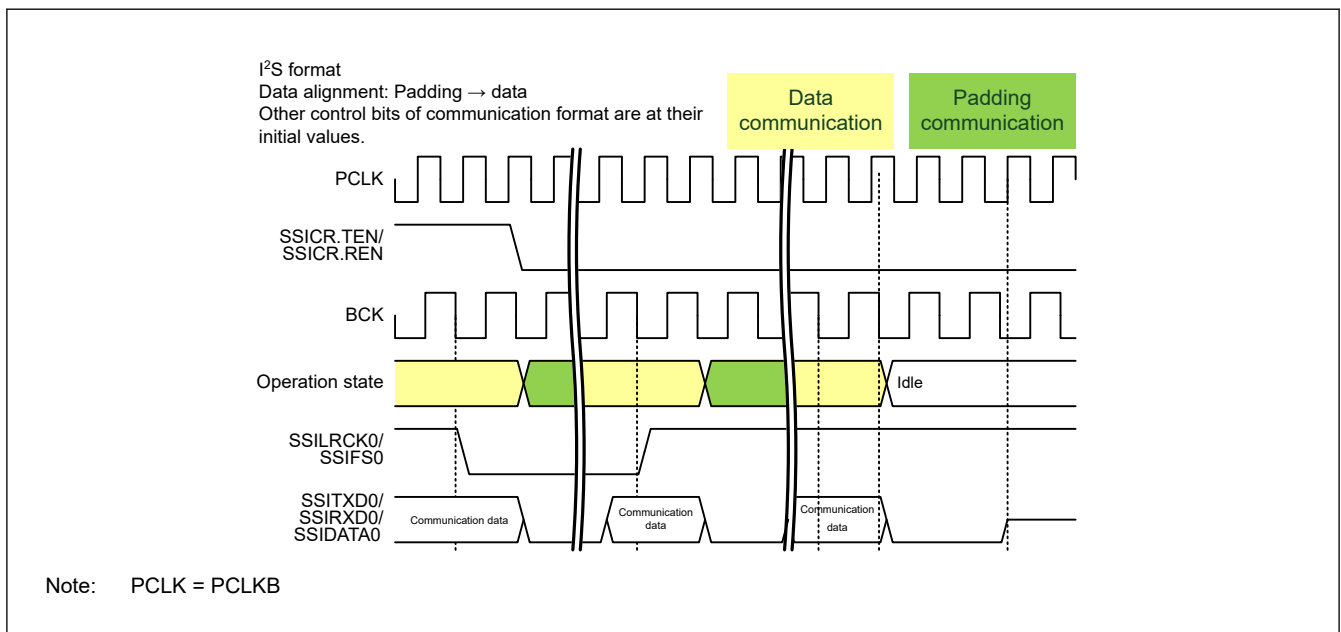 I²S format
Data alignment: Padding → data
Other control bits of communication format are at their
initial values.
Data
communication
Padding
communication
PCLK
SSICR.TEN/
SSICR.REN
BCK
Operation state
Idle
SSILRCK0/
SSIFS0
SSITXD0/
SSIRXD0/
SSIDATA0
Communication data
Communication
data
Communication
data
Note: PCLK = PCLKB